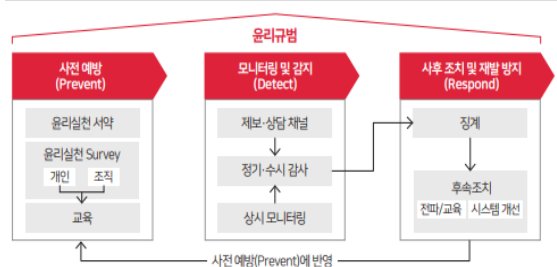 윤리규범
사전 예방
(Prevent)
윤리실천 서약
윤리실천 Survey
개인 조직
교육
모니터링 및 감지
(Detect)
제보·상담 채널
정기·수시 감사
상시 모니터링
사후 조치 및 재발 방지
(Respond)
징계
후속조치
전파/교육 시스템 개선
사전 예방(Prevent)에 반영